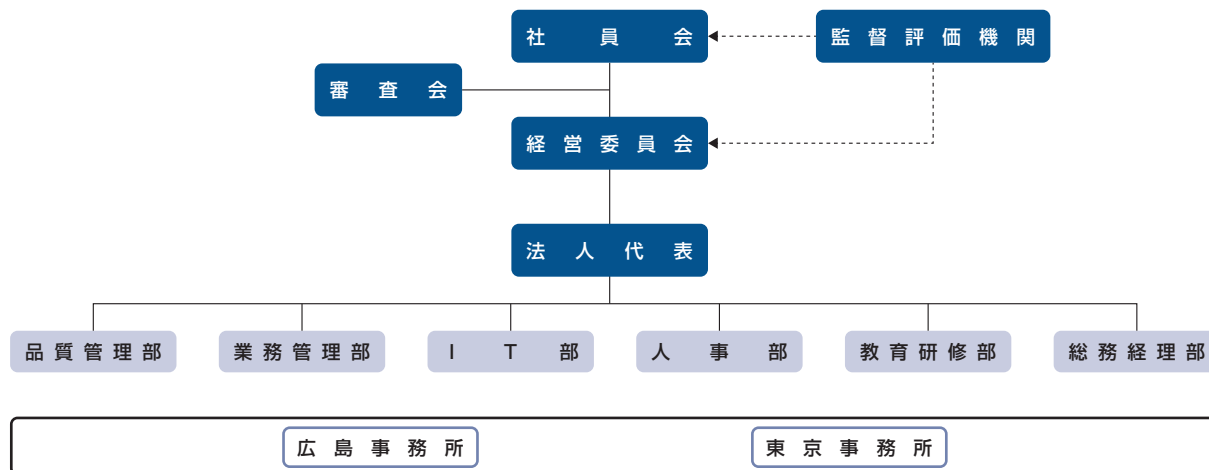 社員会
監督評価機関
審査会
経営委員会
法人代表
品質管理部
業務管理部
IT部
人事部
教育研修部
総務経理部
広島事務所
東京事務所